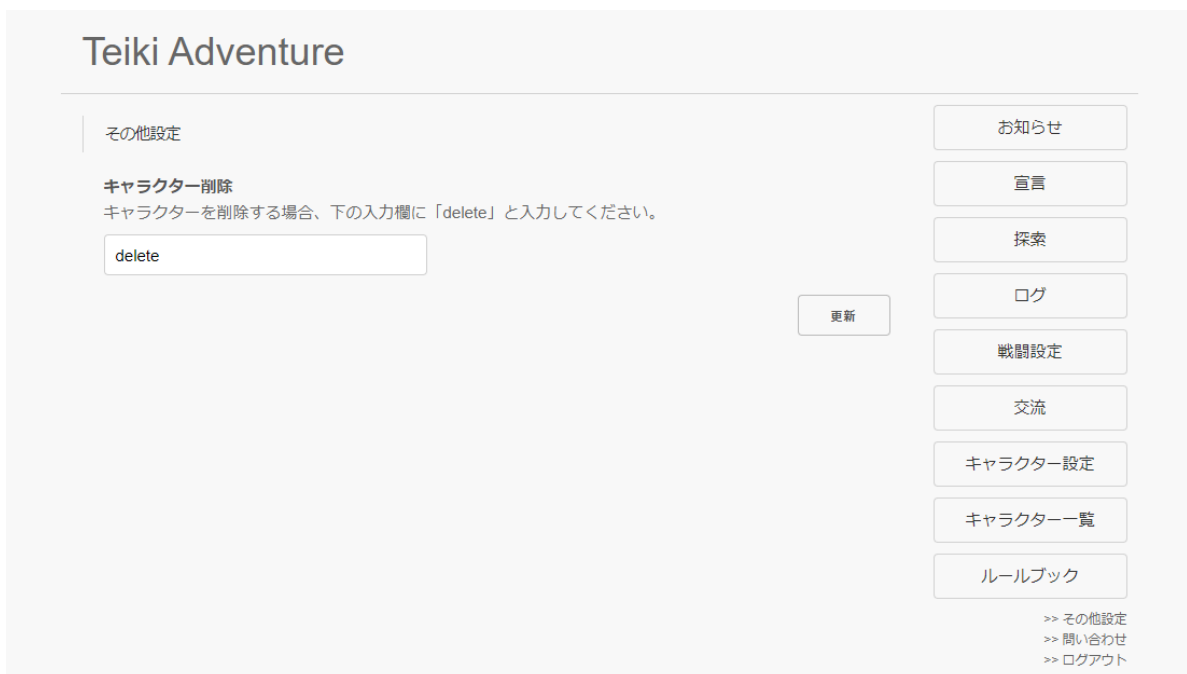 Teiki Adventure
その他設定
キャラクター削除
キャラクターを削除する場合、下の入力欄に「delete」と入力してください。
delete
更新
お知らせ
宣言
探索
ログ
戦闘設定
交流
キャラクター設定
キャラクター一覧
ルールブック
>> その他設定
>> 問い合わせ
>> ログアウト